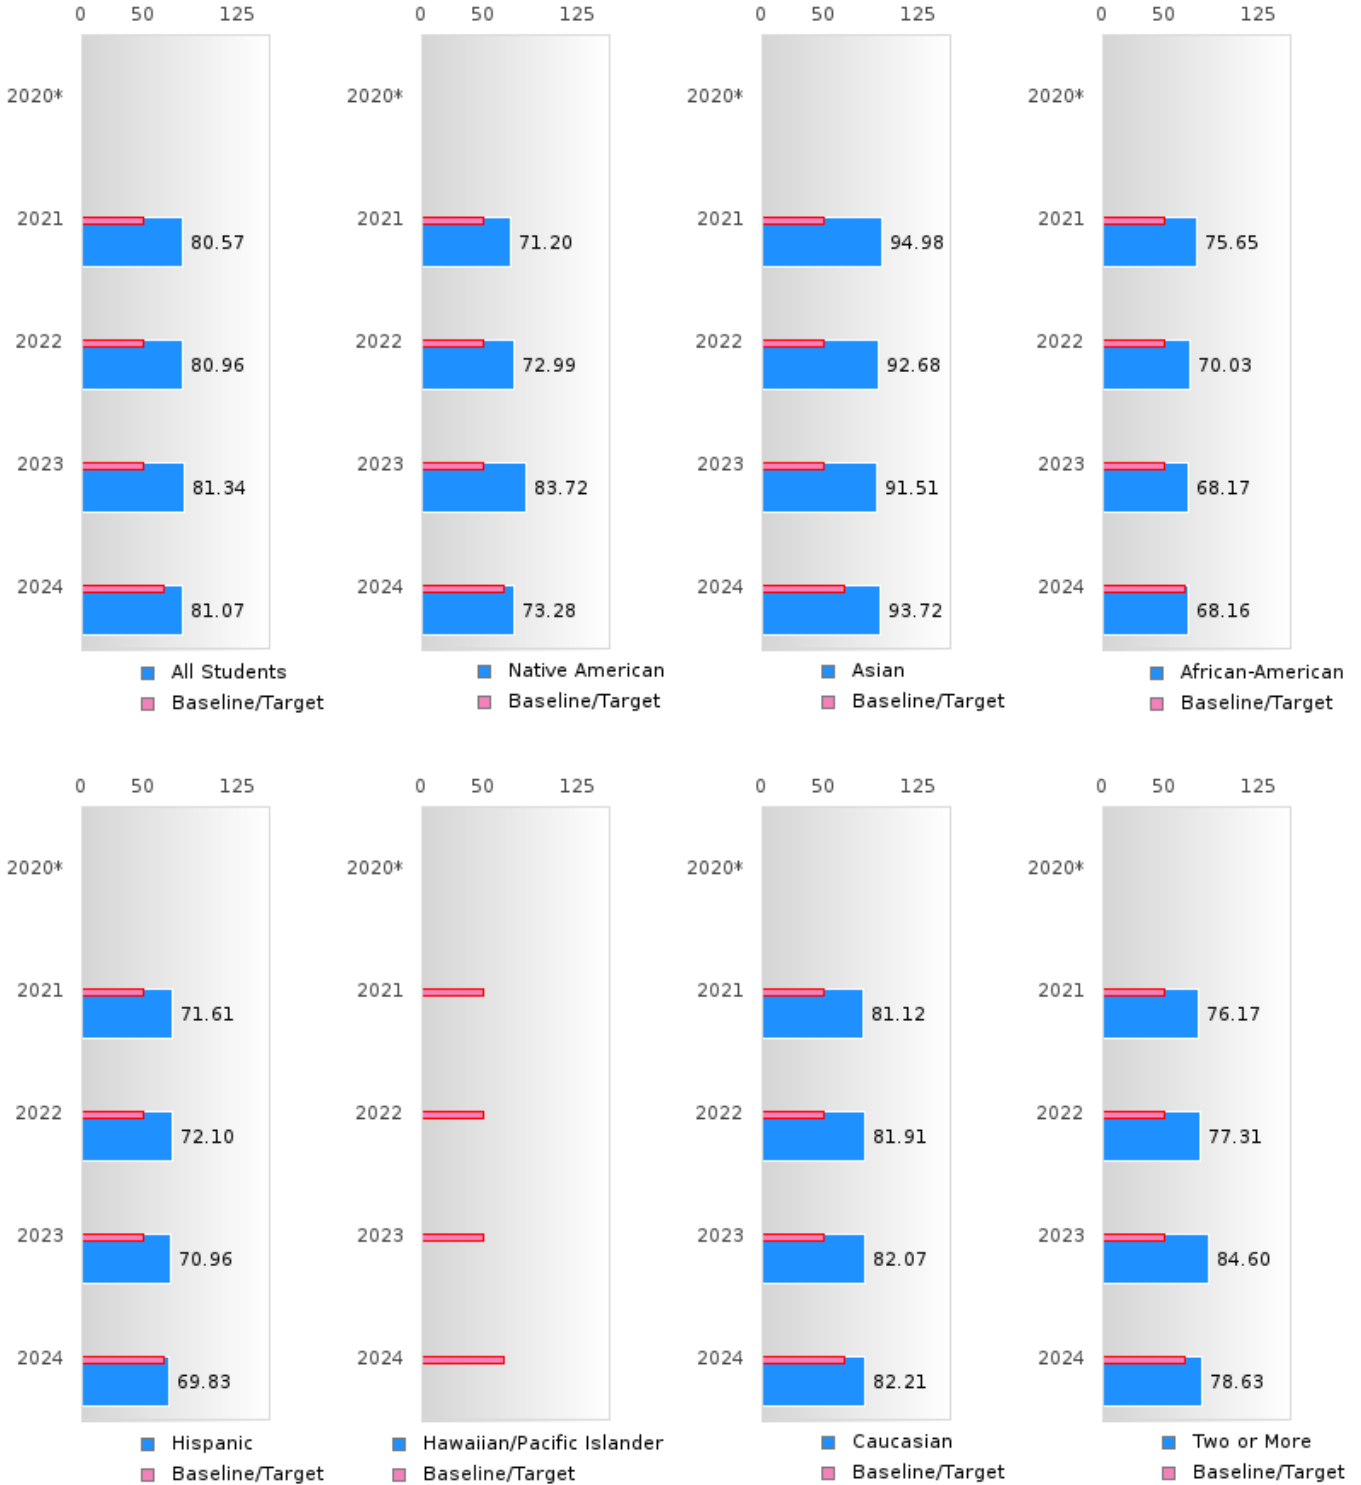 0 50 125 0 50 125 0 50 125 0 50 125
2020* 2020* 2020* 2020*
2021 2021 2021 2021
80.57 71.20 94.98 75.65
2022 2022 2022 2022
80.96 72.99 92.68 70.03
2023 2023 2023 2023
81.34 83.72 91.51 68.17
2024 2024 2024 2024
81.07 73.28 93.72 68.16
All Students Native American Asian African-American
Baseline/Target Baseline/Target Baseline/Target Baseline/Target
0 50 125 0 50 125 0 50 125 0 50 125
2020* 2020* 2020* 2020*
2021 2021 2021 2021
71.61 81.12 76.17
2022 2022 2022 2022
72.10 81.91 77.31
2023 2023 2023 2023
70.96 82.07 84.60
2024 2024 2024 2024
69.83 82.21 78.63
Hispanic Hawaiian/Pacific Islander Caucasian Two or More
Baseline/Target Baseline/Target Baseline/Target Baseline/Target